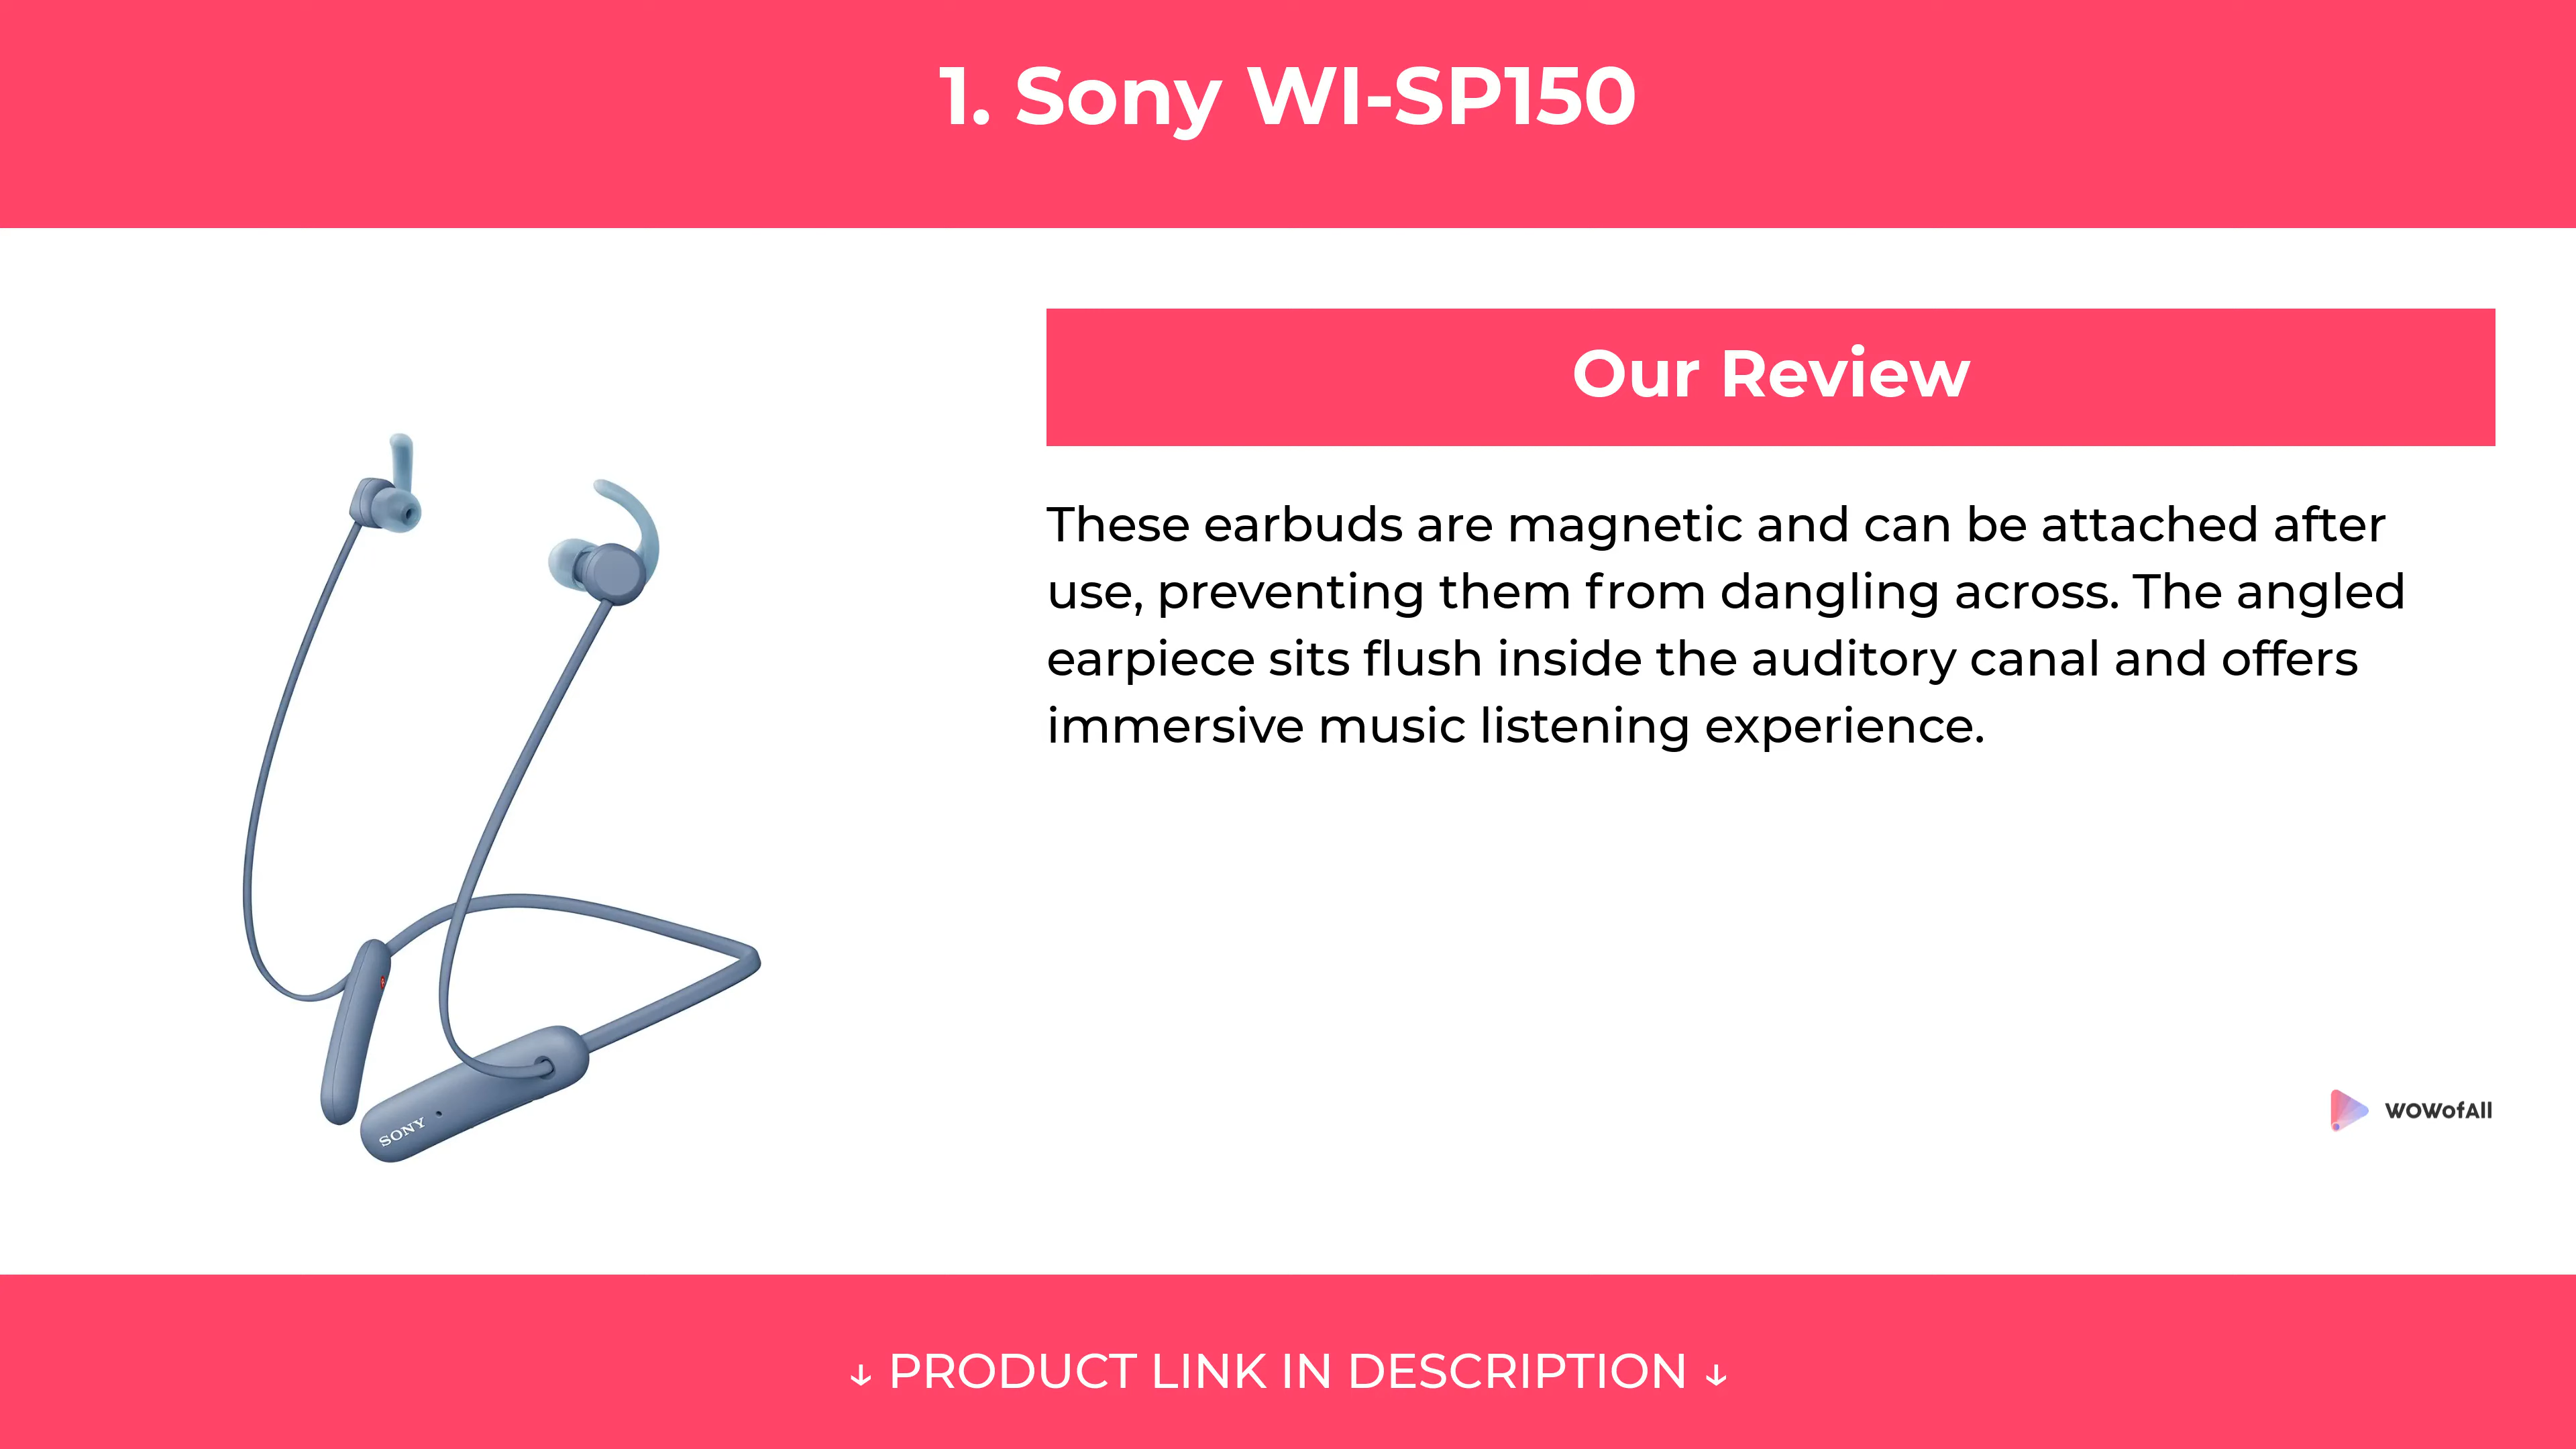 1. Sony WI-SP150
Our Review
These earbuds are magnetic and can be attached after
use, preventing them from dangling across. The angled
earpiece sits flush inside the auditory canal and offers
immersive music listening experience.
SONY
WOWofAll
↓ PRODUCT LINK IN DESCRIPTION ↓